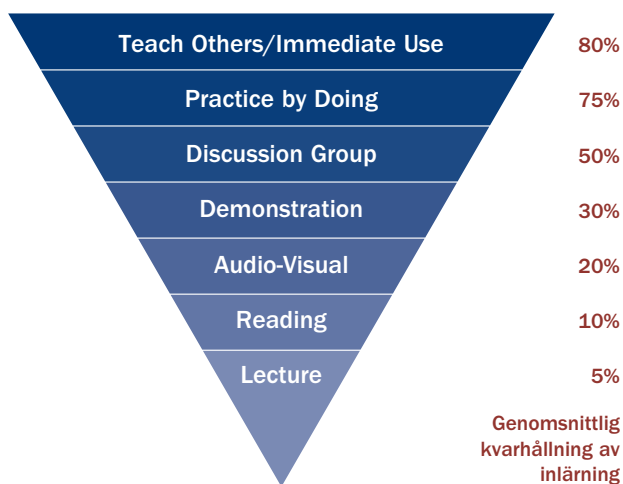 Teach Others/Immediate Use 80%
Practice by Doing 75%
Discussion Group 50%
Demonstration 30%
Audio-Visual 20%
Reading 10%
Lecture 5%
Genomsnittlig
kvarhållning av
inlärning